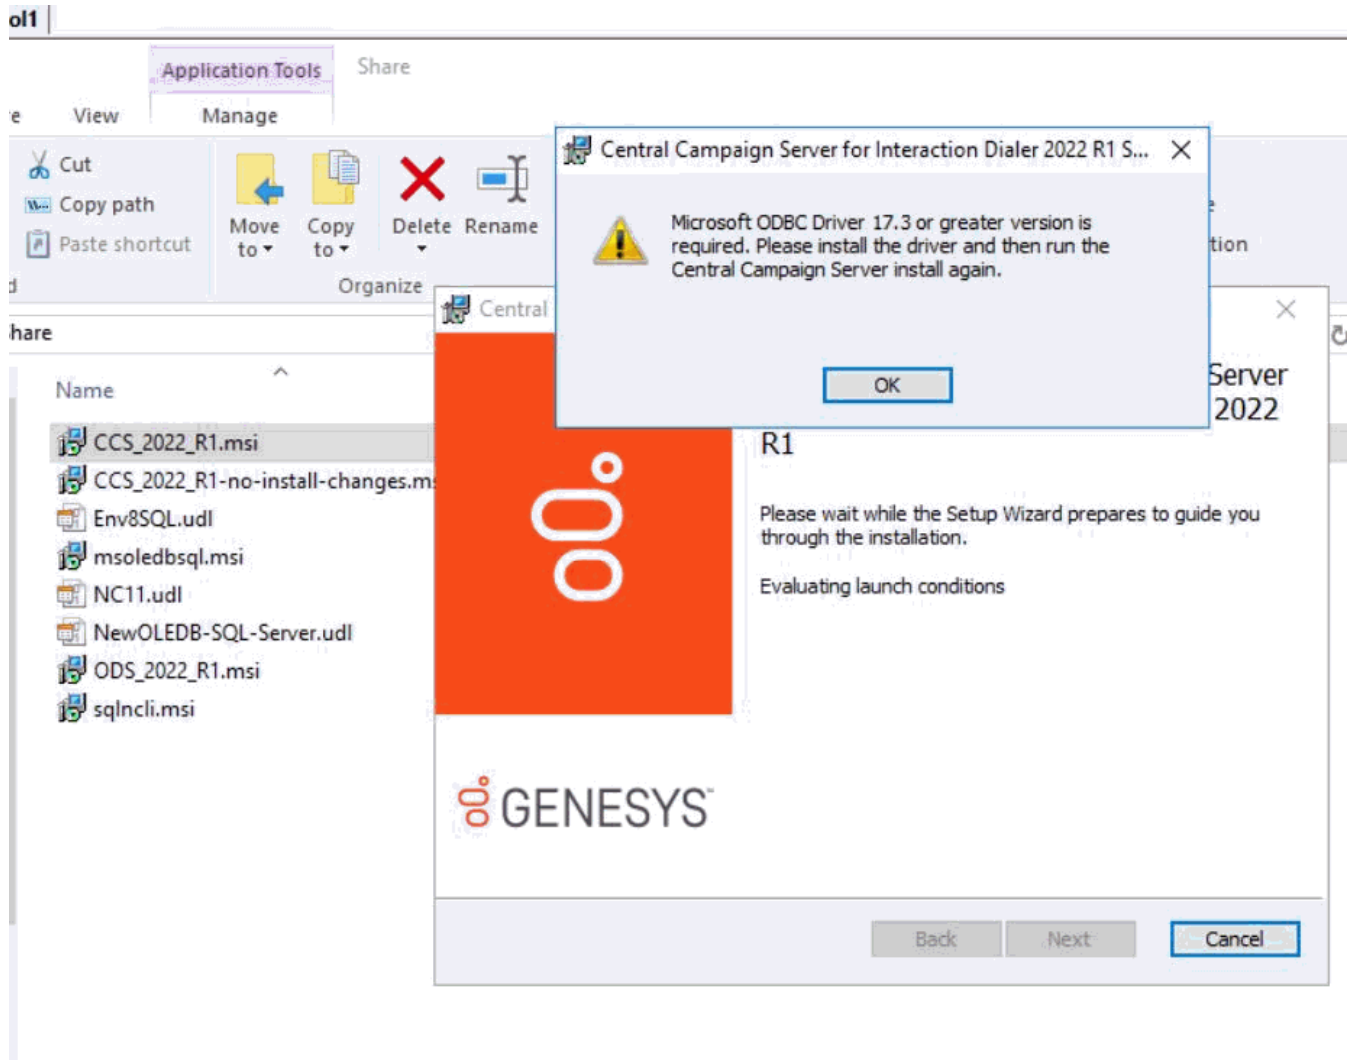 ol1
Application Tools
Share
View
Manage
Cut
Copy path
Paste shortcut
Move to
Copy to
Delete
Rename
Organize
Central Campaign Server for Interaction Dialer 2022 R1 S...
Microsoft ODBC Driver 17.3 or greater version is
required. Please install the driver and then run the
Central Campaign Server install again.
OK
tion
Central
hare
Server
2022
R1
Name
CCS_2022_R1.msi
CCS_2022_R1-no-install-changes.ms
Env8SQL.udl
msoledbsql.msi
NC11.udl
NewOLEDB-SQL-Server.udl
ODS_2022_R1.msi
sqlncli.msi
Please wait while the Setup Wizard prepares to guide you
through the installation.
Evaluating launch conditions
GENESYS
Back
Next
Cancel